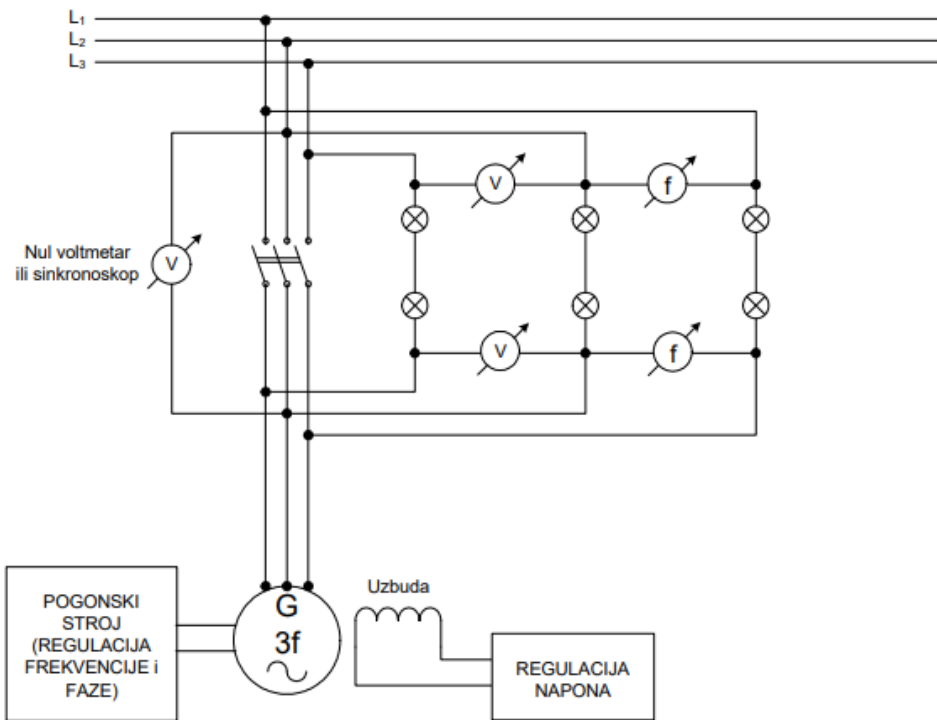 L₁
L₂
L₃
V
f
Nul voltmetar
ili sinkronoskop
V
V
f
Uzbuda
POGONSKI
STROJ
(REGULACIJA
FREKVENCIJE i
FAZE)
G
3f
REGULACIJA
NAPONA